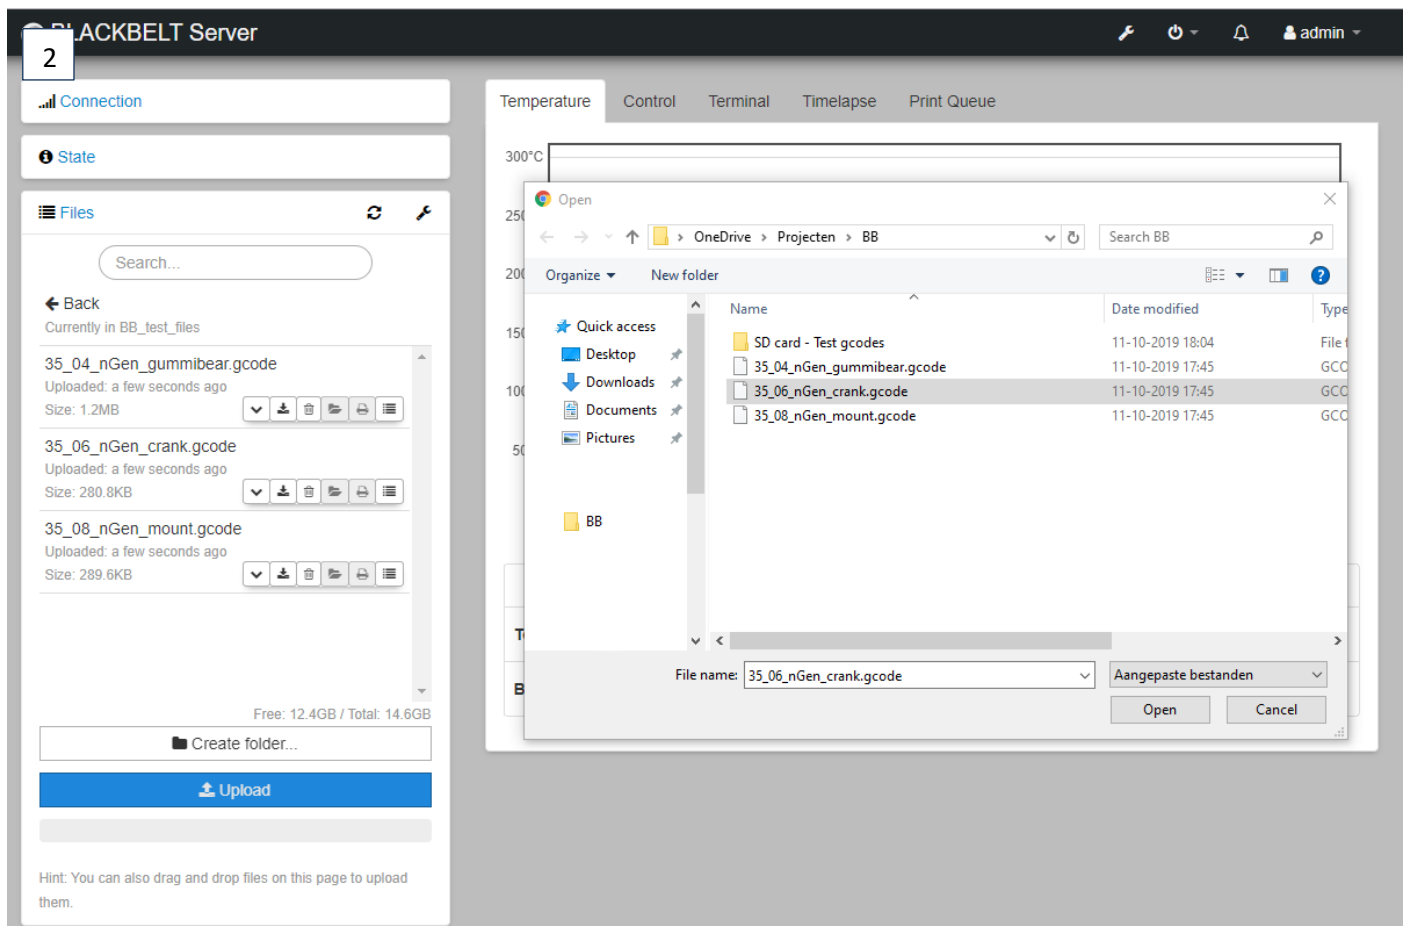 BLACKBELT Server
admin
2
Connection
State
Files
Search...
Back
Currently in BB_test_files
35_04_nGen_gummibear.gcode
Uploaded: a few seconds ago
Size: 1.2MB
35_06_nGen_crank.gcode
Uploaded: a few seconds ago
Size: 280.8KB
35_08_nGen_mount.gcode
Uploaded: a few seconds ago
Size: 289.6KB
Free: 12.4GB / Total: 14.6GB
Create folder...
Upload
Hint: You can also drag and drop files on this page to upload
them.
Temperature Control Terminal Timelapse Print Queue
300°C
Open
OneDrive > Projecten > BB
Search BB
Organize New folder
Name Date modified Type
Quick access
Desktop
Downloads
Documents
Pictures
BB
SD card - Test gcodes 11-10-2019 18:04 File
35_04_nGen_gummibear.gcode 11-10-2019 17:45 GCO
35_06_nGen_crank.gcode 11-10-2019 17:45 GCO
35_08_nGen_mount.gcode 11-10-2019 17:45 GCO
File name: 35_06_nGen_crank.gcode Aangepaste bestanden
Open Cancel